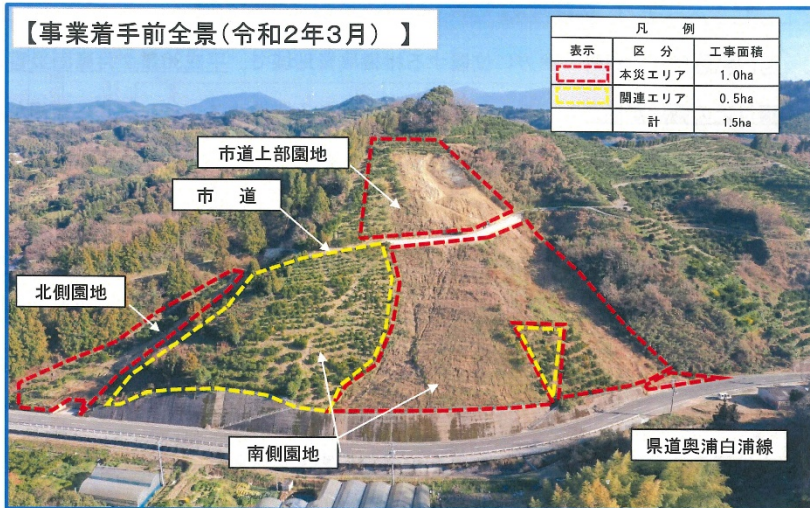 【事業着手前全景(令和2年3月) 】
凡 例
表示 区 分 工事面積
本災エリア 1.0ha
関連エリア 0.5ha
計 1.5ha
市道上部園地
市 道
北側園地
南側園地
県道奥浦白浦線